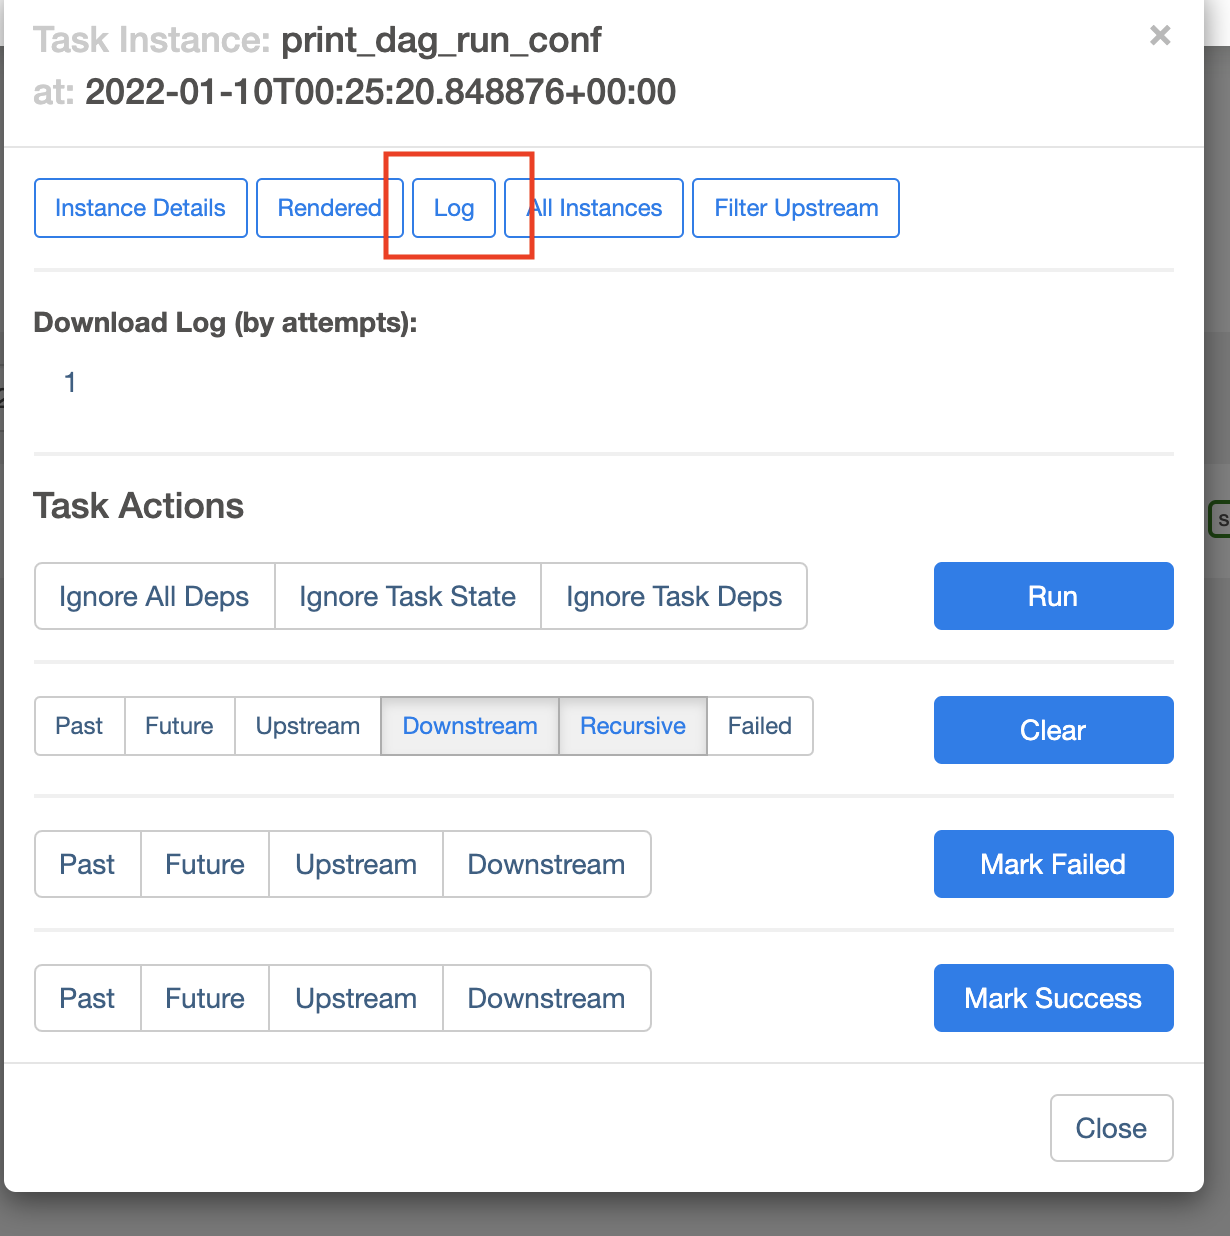 Task Instance: print_dag_run_conf
at: 2022-01-10T00:25:20.848876+00:00
×
Instance Details Rendered Log All Instances Filter Upstream
Download Log (by attempts):
1
Task Actions
Ignore All Deps Ignore Task State Ignore Task Deps Run
Past Future Upstream Downstream Recursive Failed Clear
Past Future Upstream Downstream Mark Failed
Past Future Upstream Downstream Mark Success
Close